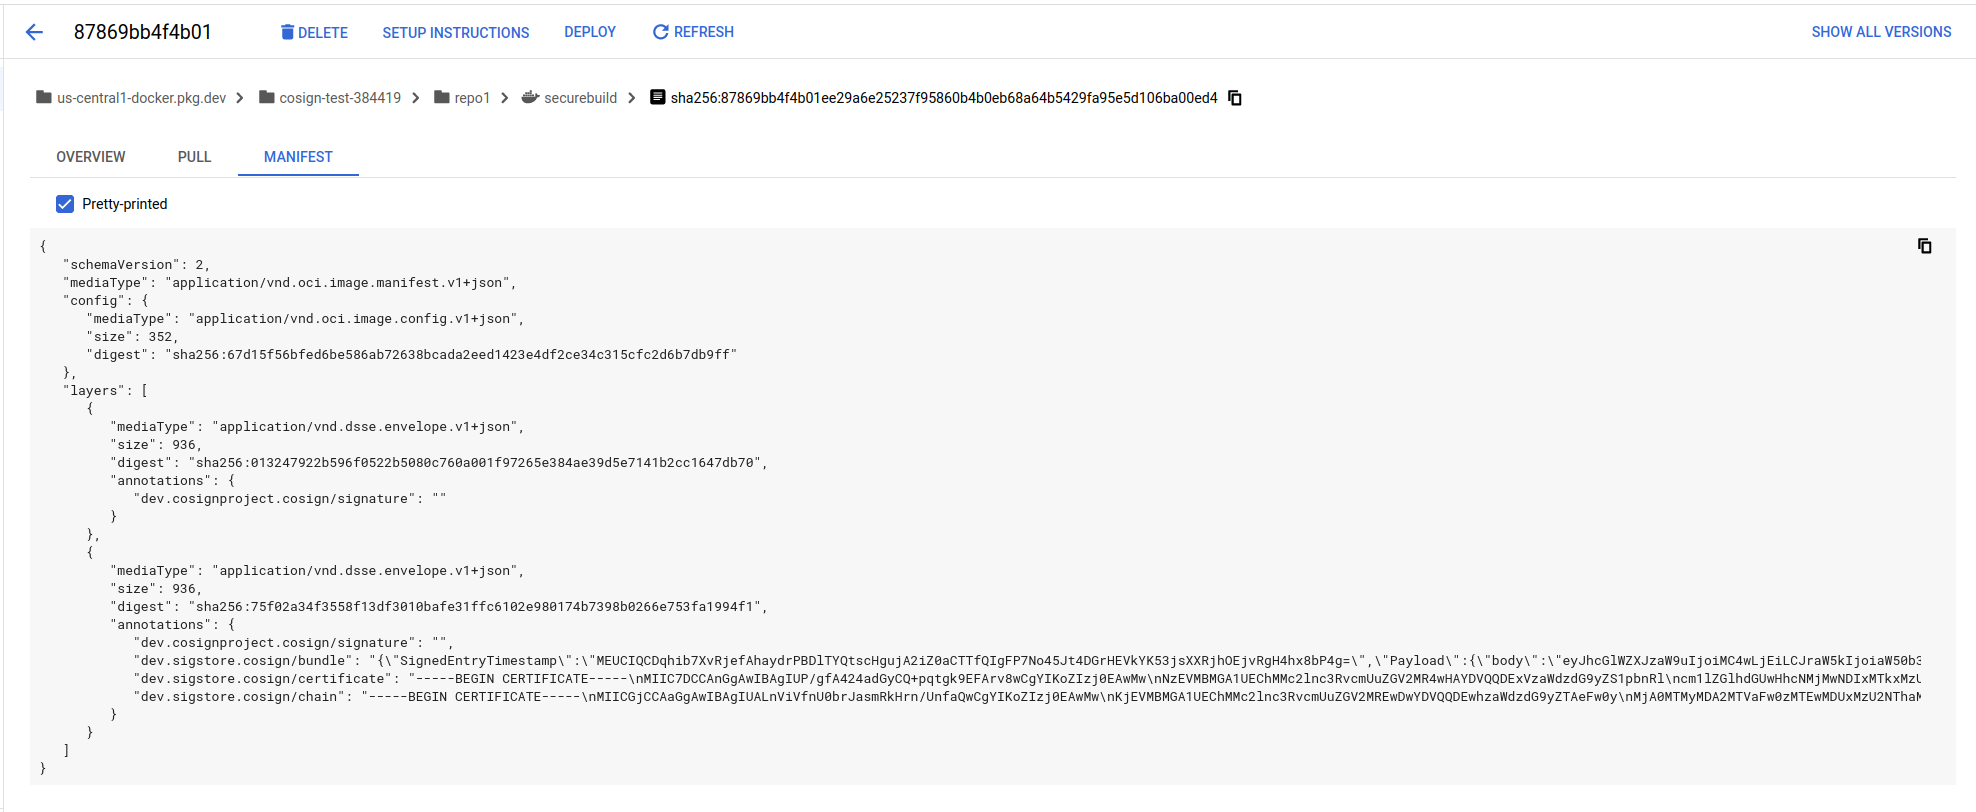 87869bb4f4b01 DELETE SETUP INSTRUCTIONS DEPLOY REFRESH SHOW ALL VERSIONS
us-central1-docker.pkg.dev cosign-test-384419 repo1 securebuild sha256:87869bb4f4b01ee29a6e25237f95860b4b0eb68a64b5429fa95e5d106ba00ed4
OVERVIEW PULL MANIFEST
Pretty-printed
{
"schemaVersion": 2,
"mediaType": "application/vnd.oci.image.manifest.v1+json",
"config": {
"mediaType": "application/vnd.oci.image.config.v1+json",
"size": 352,
"digest": "sha256:67d15f56bfed6be586ab72638bcada2eed1423e4df2ce34c315cfc2d6b7db9ff"
},
"layers": [
{
"mediaType": "application/vnd.dsse.envelope.v1+json",
"size": 936,
"digest": "sha256:013247922b596f0522b5080c760a001f97265e384ae39d5e7141b2cc1647db70",
"annotations": {
"dev.cosignproject.cosign/signature": ""
}
},
{
"mediaType": "application/vnd.dsse.envelope.v1+json",
"size": 936,
"digest": "sha256:75f02a34f3558f13df3010bafe31ffc6102e980174b7398b0266e753fa1994f1",
"annotations": {
"dev.cosignproject.cosign/signature": "",
"dev.sigstore.cosign/bundle": "{\"SignedEntryTimestamp\":\"MEUCIQCDqhib7XvRjefAhaydrPBDlTYQtscHgujA2iZ0aCTTfQIgFP7No45Jt4DGrHEVkYK53jsXXRjhOEjvRgH4hx8bP4g=\",\"Payload\":{\"body\":\"eyJhcGlWZXJzaW9uIjoiMC4wLjEiLCJraW5kIjoiaW50b3
"dev.sigstore.cosign/certificate": "-----BEGIN CERTIFICATE-----\nMIIC7DCCAnGgAwIBAgIUP/gfA424adGyCQ+pqtgk9EFArv8wCgYIKoZIzj0EAwMw\nNzEVMBMGA1UEChMMc2lnc3RvcmUuZGV2MR4wHAYDVQQDExVzaWdzdG9yZS1pbnRl\ncm1lZGlhdGUwHhcNMjMwNDIxMTkxMzU
"dev.sigstore.cosign/chain": "-----BEGIN CERTIFICATE-----\nMIICGjCCAaGgAwIBAgIUALnViVfnU0brJasmRkHrn/UnfaQwCgYIKoZIzj0EAwMw\nKjEVMBMGA1UEChMMc2lnc3RvcmUuZGV2MREwDwYDVQQDEwhzaWdzdG9yZTAeFw0y\nMjA0MTMyMDA2MTVaFw0zMTEwMDUxMzU2NThaM
}
}
]
}